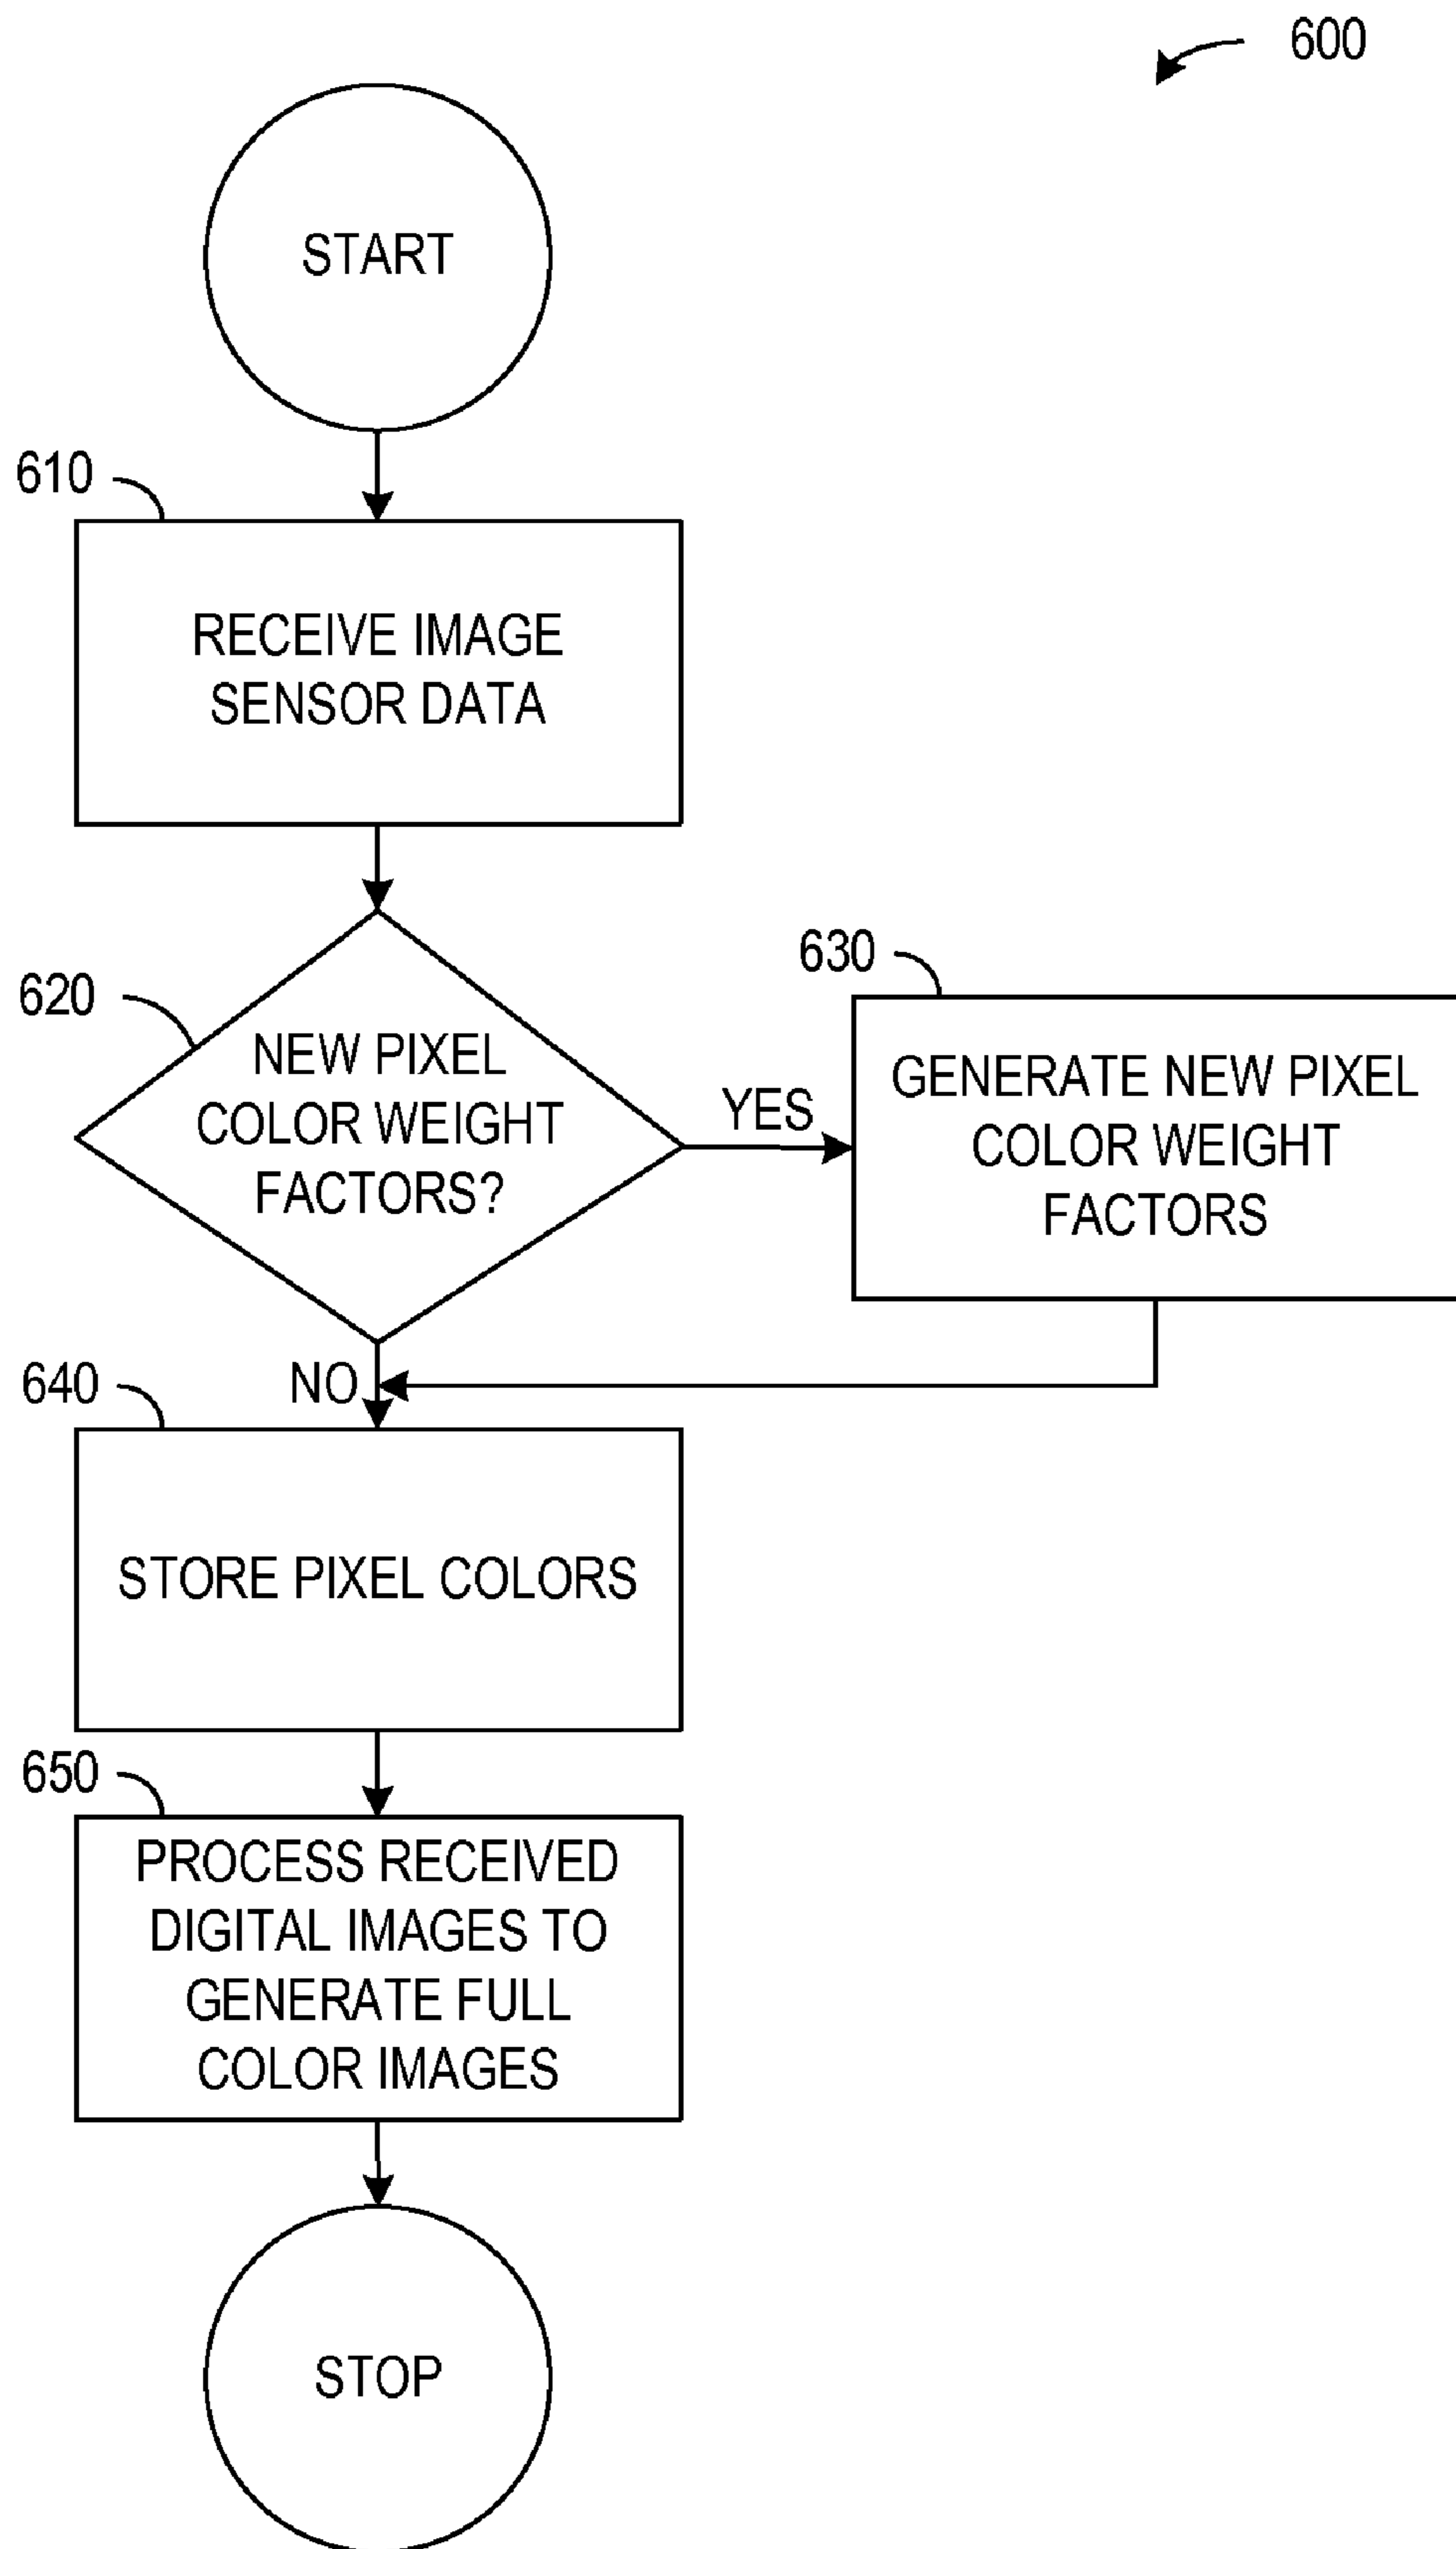 600
START
610
RECEIVE IMAGE
SENSOR DATA
620
NEW PIXEL
COLOR WEIGHT
FACTORS?
YES
630
GENERATE NEW PIXEL
COLOR WEIGHT
FACTORS
NO
640
STORE PIXEL COLORS
650
PROCESS RECEIVED
DIGITAL IMAGES TO
GENERATE FULL
COLOR IMAGES
STOP